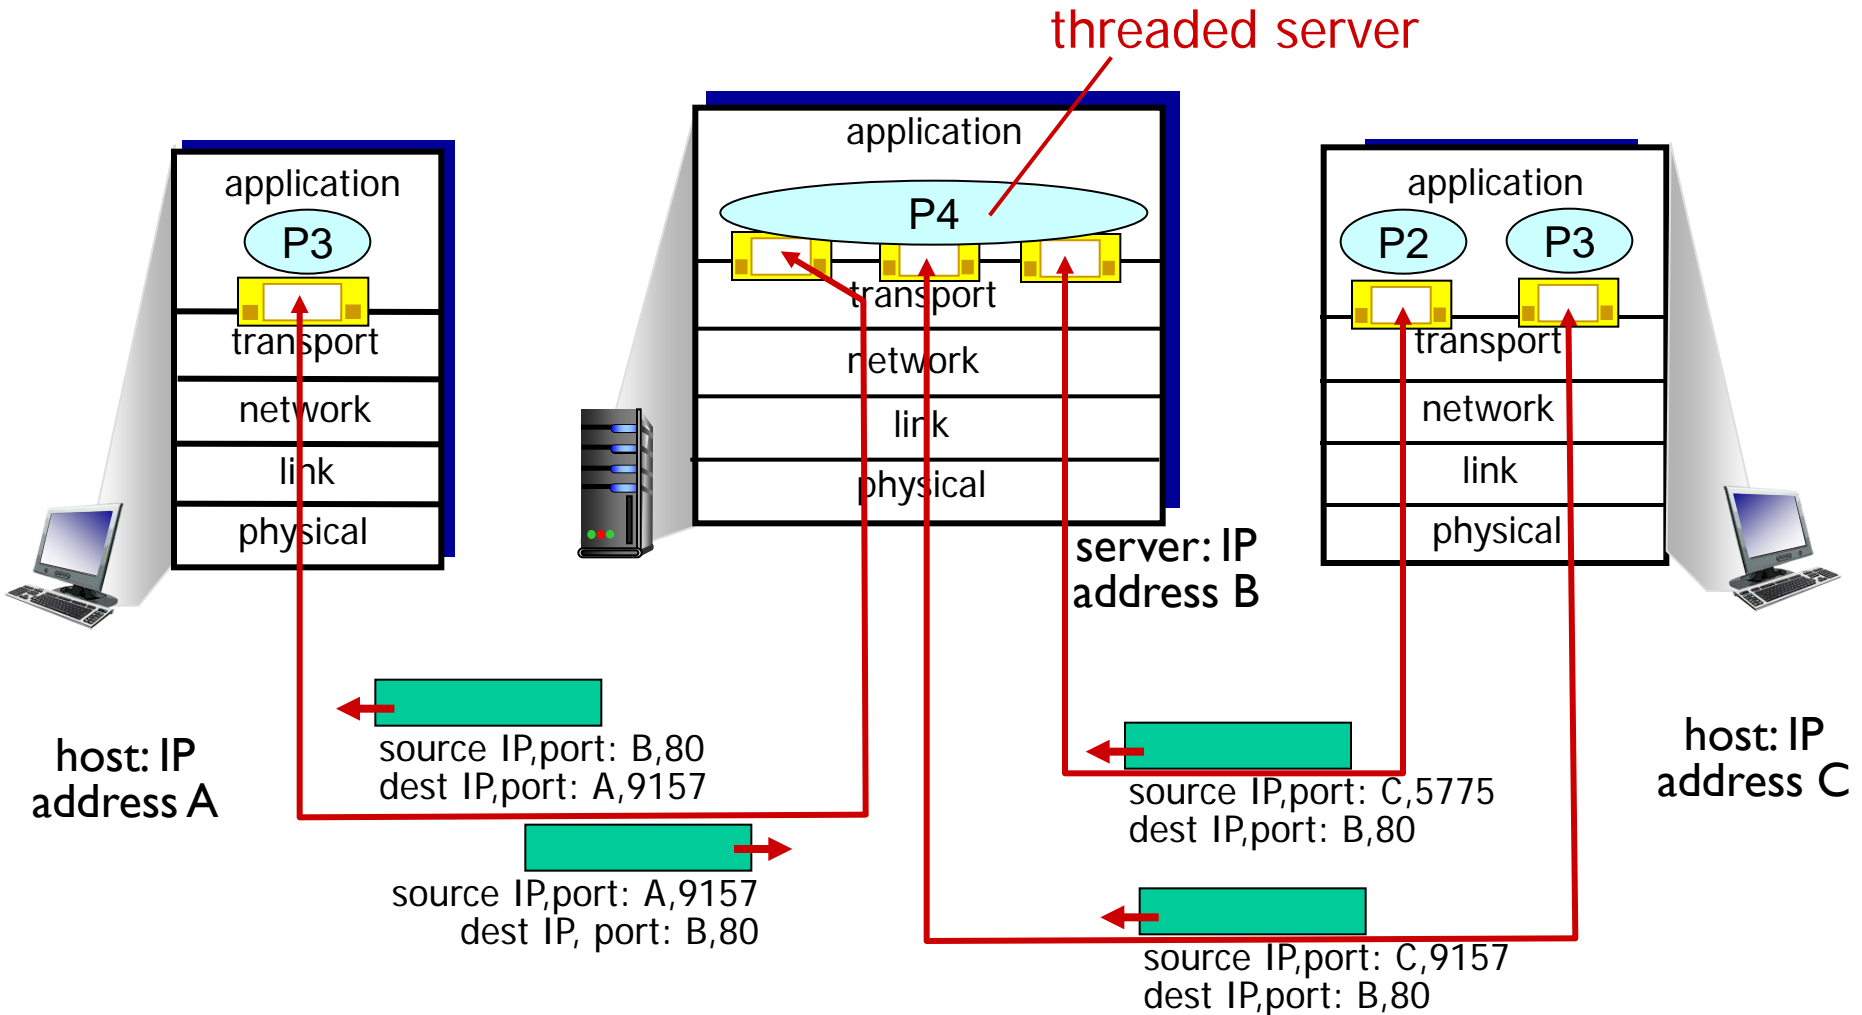 threaded server
application
P3
transport
network
link
physical
host: IP
address A
application
P4
transport
network
link
physical
server: IP
address B
application
P2
P3
transport
network
link
physical
host: IP
address C
source IP,port: B,80
dest IP,port: A,9157
source IP,port: A,9157
dest IP, port: B,80
source IP,port: C,5775
dest IP,port: B,80
source IP,port: C,9157
dest IP,port: B,80